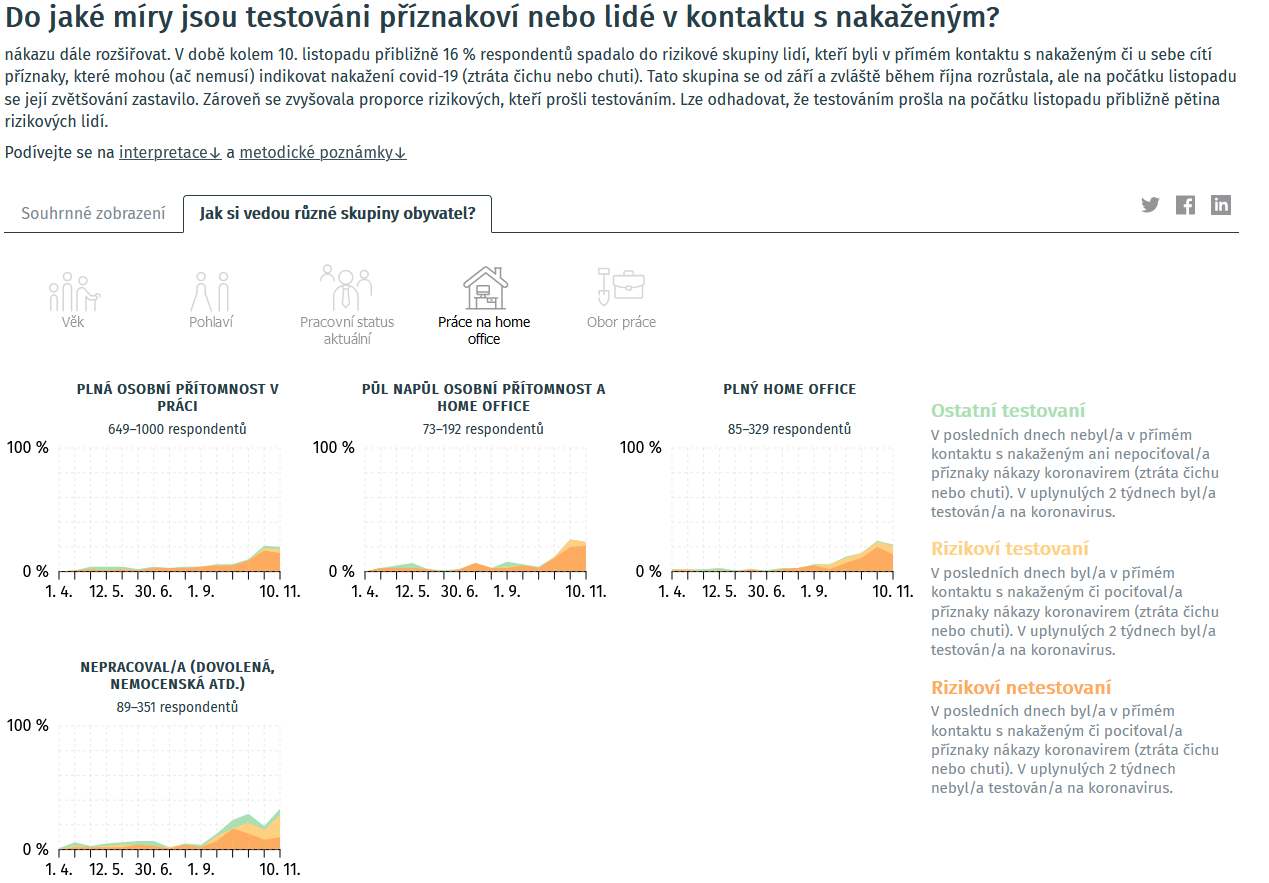 Do jaké míry jsou testováni příznakoví nebo lidé v kontaktu s nakaženým?
nákazu dále rozšiřovat. V době kolem 10. listopadu přibližně 16 % respondentů spadalo do rizikové skupiny lidí, kteří byli v přímém kontaktu s nakaženým či u sebe cítí
příznaky, které mohou (ač nemusí) indikovat nakažení covid-19 (ztráta čichu nebo chuti). Tato skupina se od září a zvláště během října rozrůstala, ale na počátku listopadu
se její zvětšování zastavilo. Zároveň se zvyšovala proporce rizikových, kteří prošli testováním. Lze odhadovat, že testováním prošla na počátku listopadu přibližně pětina
rizikových lidí.
Podívejte se na interpretace↓ a metodické poznámky↓
Souhrnné zobrazení
Jak si vedou různé skupiny obyvatel?
Věk
Pohlaví
Pracovní status
aktuální
Práce na home
office
Obor práce
PLNÁ OSOBNÍ PŘÍTOMNOST V
PRÁCI
649–1000 respondentů
100 %
0 %
1. 4. 12. 5. 30. 6. 1. 9. 10. 11.
PŮL NAPŮL OSOBNÍ PŘÍTOMNOST A
HOME OFFICE
73–192 respondentů
100 %
0 %
1. 4. 12. 5. 30. 6. 1. 9. 10. 11.
PLNÝ HOME OFFICE
85–329 respondentů
100 %
0 %
1. 4. 12. 5. 30. 6. 1. 9. 10. 11.
Ostatní testovaní
V posledních dnech nebyl/a v přímém
kontaktu s nakaženým ani nepociťoval/a
příznaky nákazy koronavirem (ztráta čichu
nebo chuti). V uplynulých 2 týdnech byl/a
testován/a na koronavirus.
Rizikoví testovaní
V posledních dnech byl/a v přímém
kontaktu s nakaženým či pociťoval/a
příznaky nákazy koronavirem (ztráta čichu
nebo chuti). V uplynulých 2 týdnech byl/a
testován/a na koronavirus.
Rizikoví netestovaní
V posledních dnech byl/a v přímém
kontaktu s nakaženým či pociťoval/a
příznaky nákazy koronavirem (ztráta čichu
nebo chuti). V uplynulých 2 týdnech
nebyl/a testován/a na koronavirus.
NEPRACOVAL/A (DOVOLENÁ,
NEMOCENSKÁ ATD.)
89–351 respondentů
100 %
0 %
1. 4. 12. 5. 30. 6. 1. 9. 10. 11.